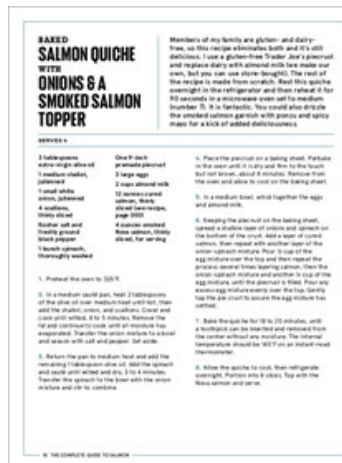 BAKED
SALMON QUICHE
WITH
ONIONS & A
SMOKED SALMON
TOPPER
Members of my family are gluten- and dairy-
free, so this recipe eliminates both and it's still
delicious. I use a gluten-free Trader Joe's piecrust
and replace dairy with almond milk (we make our
own, but you can use store-bought). The rest of
the recipe is made from scratch. Rest this quiche
overnight in the refrigerator and then reheat it for
90 seconds in a microwave oven set to medium
(number 7). It is fantastic. You could also drizzle
the smoked salmon garnish with ponzu and spicy
mayo for a kick of added deliciousness.
SERVES 4
3 tablespoons
extra-virgin olive oil
1 medium shallot,
julienned
1 small white
onion, julienned
4 scallions,
thinly sliced
Kosher salt and
freshly ground
black pepper
1 bunch spinach,
thoroughly washed
One 9-inch
premade piecrust
3 large eggs
2 cups almond milk
12 ounces cured
salmon, thinly
sliced (see recipe,
page 000)
4 ounces smoked
Nova salmon, thinly
sliced, for serving
1. Preheat the oven to 325°F.
2. In a medium sauté pan, heat 2 tablespoons
of the olive oil over medium heat until hot, then
add the shallot, onion, and scallions. Cover and
cook until wilted, 4 to 5 minutes. Remove the
lid and continue to cook until all moisture has
evaporated. Transfer the onion mixture to a bowl
and season with salt and pepper. Set aside.
3. Return the pan to medium heat and add the
remaining 1 tablespoon olive oil. Add the spinach
and sauté until wilted and dry, 3 to 4 minutes.
Transfer the spinach to the bowl with the onion
mixture and stir to combine.
4. Place the piecrust on a baking sheet. Parbake
in the oven until it is dry and firm to the touch
but not brown, about 8 minutes. Remove from
the oven and allow to cool on the baking sheet.
5. In a medium bowl, whisk together the eggs
and almond milk.
6. Keeping the piecrust on the baking sheet,
spread a shallow layer of onions and spinach on
the bottom of the crust. Add a layer of cured
salmon, then repeat with another layer of the
onion-spinach mixture. Pour ¼ cup of the
egg mixture over the top and then repeat the
process several times layering salmon, then the
onion-spinach mixture and another ¼ cup of the
egg mixture, until the piecrust is filled. Pour any
excess egg mixture evenly over the top. Gently
tap the pie crust to assure the egg mixture has
settled.
7. Bake the quiche for 18 to 20 minutes, until
a toothpick can be inserted and removed from
the center without any moisture. The internal
temperature should be 165°F on an instant-read
thermometer.
8. Allow the quiche to cool, then refrigerate
overnight. Portion into 8 slices. Top with the
Nova salmon and serve.
THE COMPLETE GUIDE TO SALMON